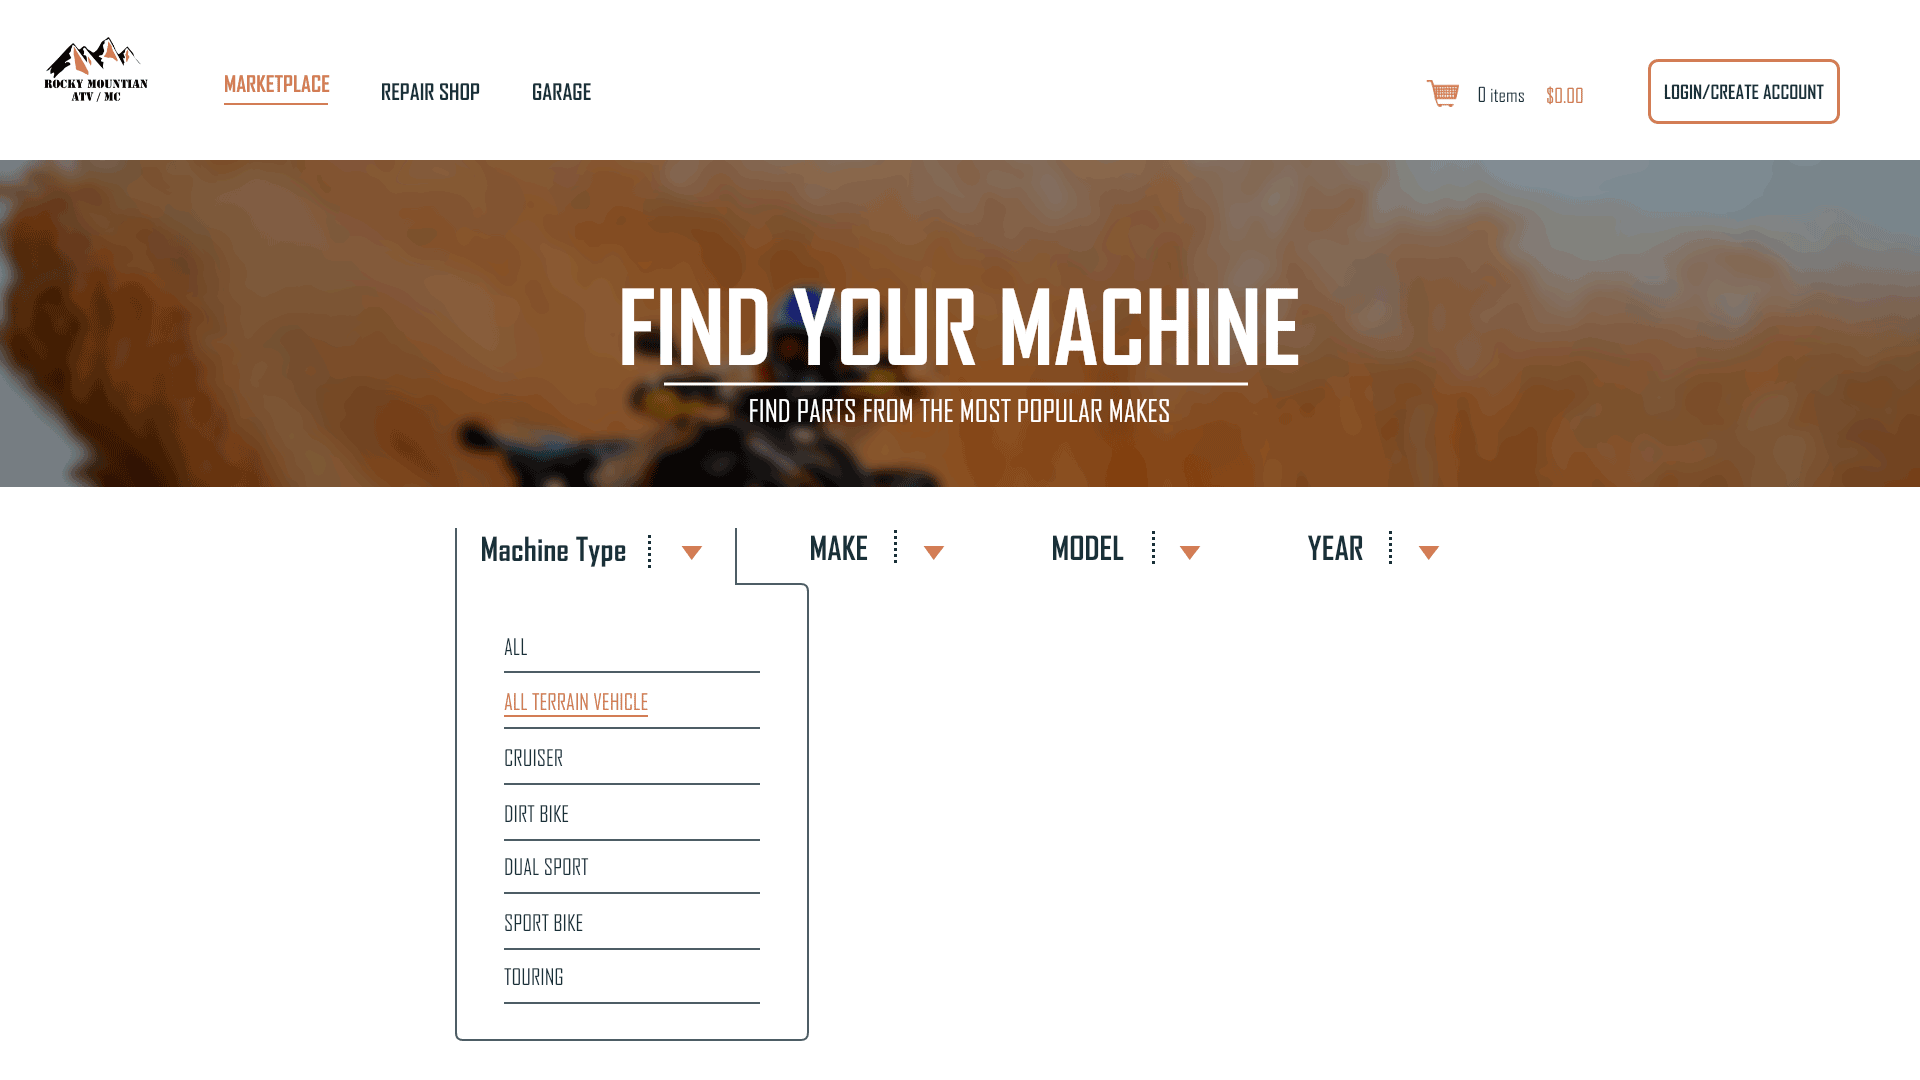 ROCKY MOUNTIAN
ATV / MC
MARKETPLACE
REPAIR SHOP
GARAGE
0 items
$0.00
LOGIN/CREATE ACCOUNT
FIND YOUR MACHINE
FIND PARTS FROM THE MOST POPULAR MAKES
Machine Type
MAKE
MODEL
YEAR
ALL
ALL TERRAIN VEHICLE
CRUISER
DIRT BIKE
DUAL SPORT
SPORT BIKE
TOURING